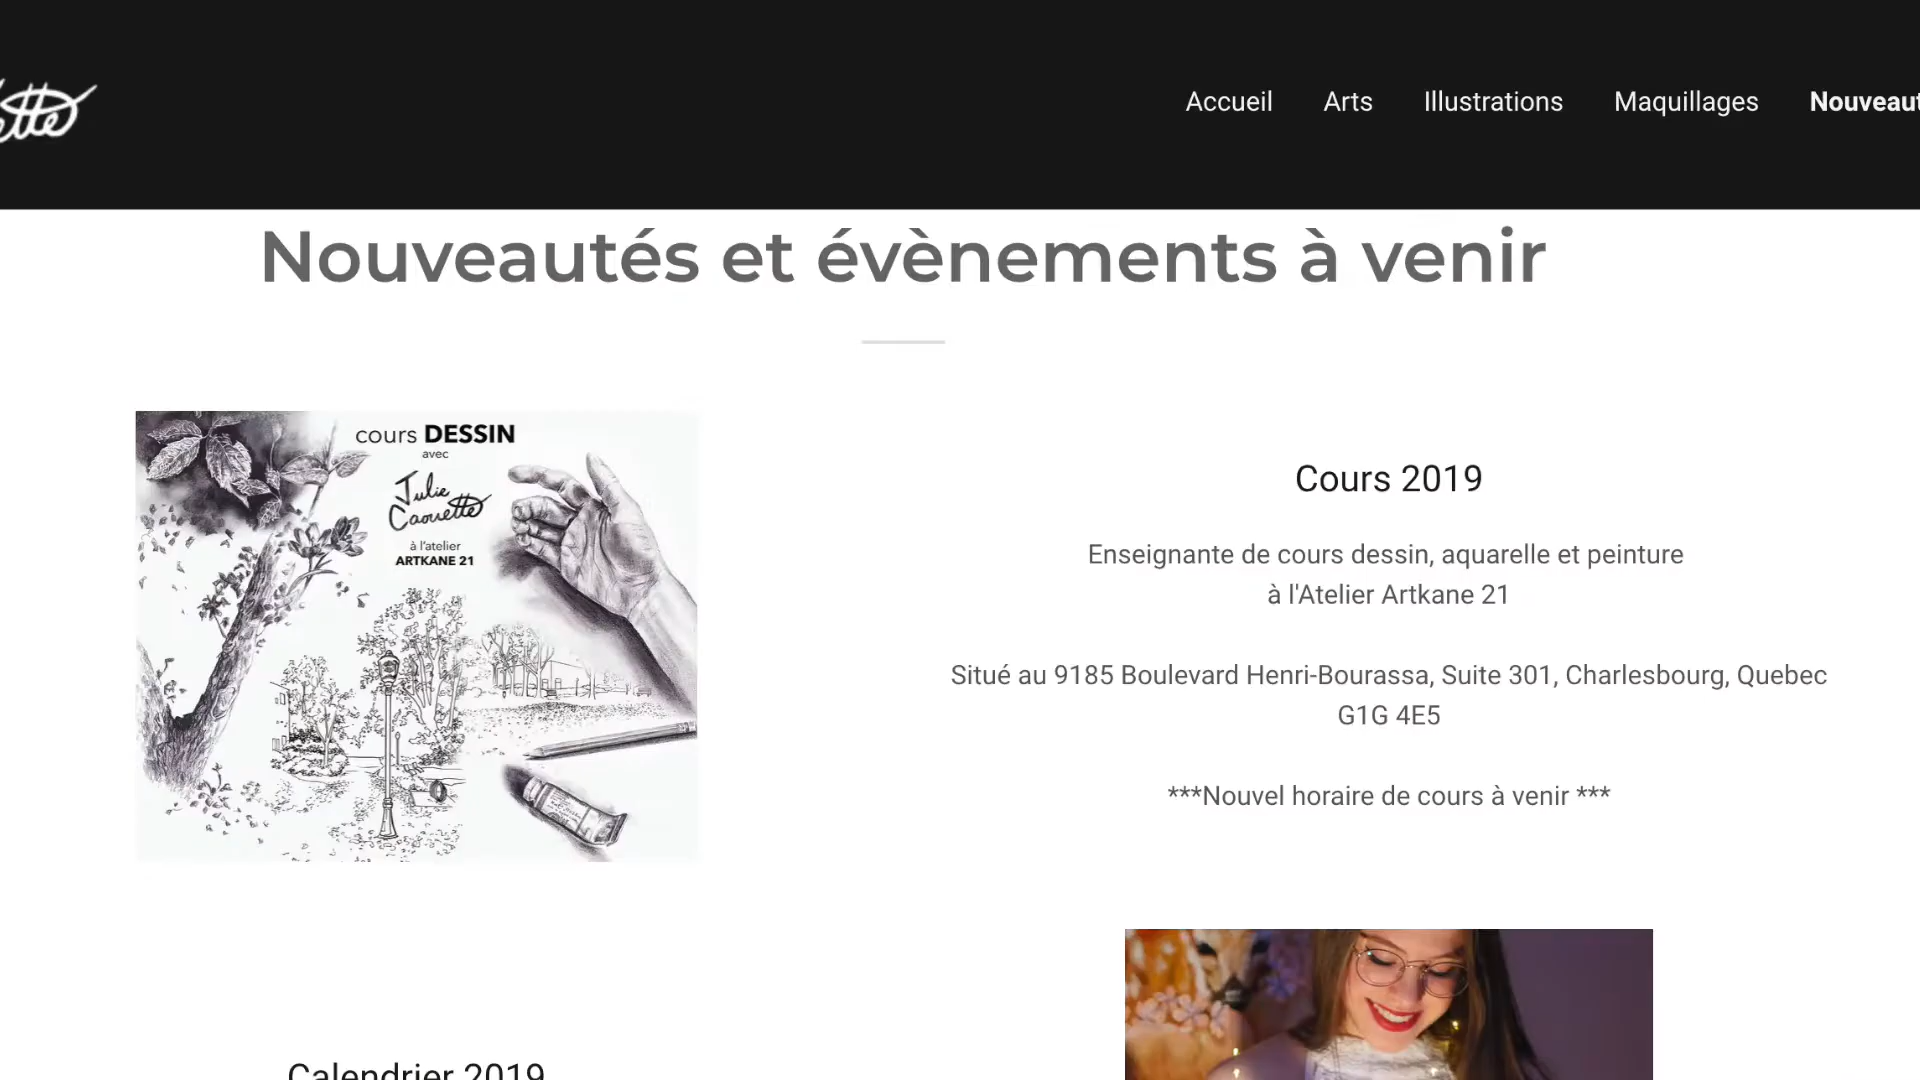 Accueil Arts Illustrations Maquillages
Nouveautés et évènements à venir
cours DESSIN
avec
Julie
Caouette
à l'atelier
ARTKANE 21
Cours 2019
Enseignante de cours dessin, aquarelle et peinture
à l'Atelier Artkane 21
Situé au 9185 Boulevard Henri-Bourassa, Suite 301, Charlesbourg, Quebec
G1G 4E5
***Nouvel horaire de cours à venir ***
Calendrier 2019